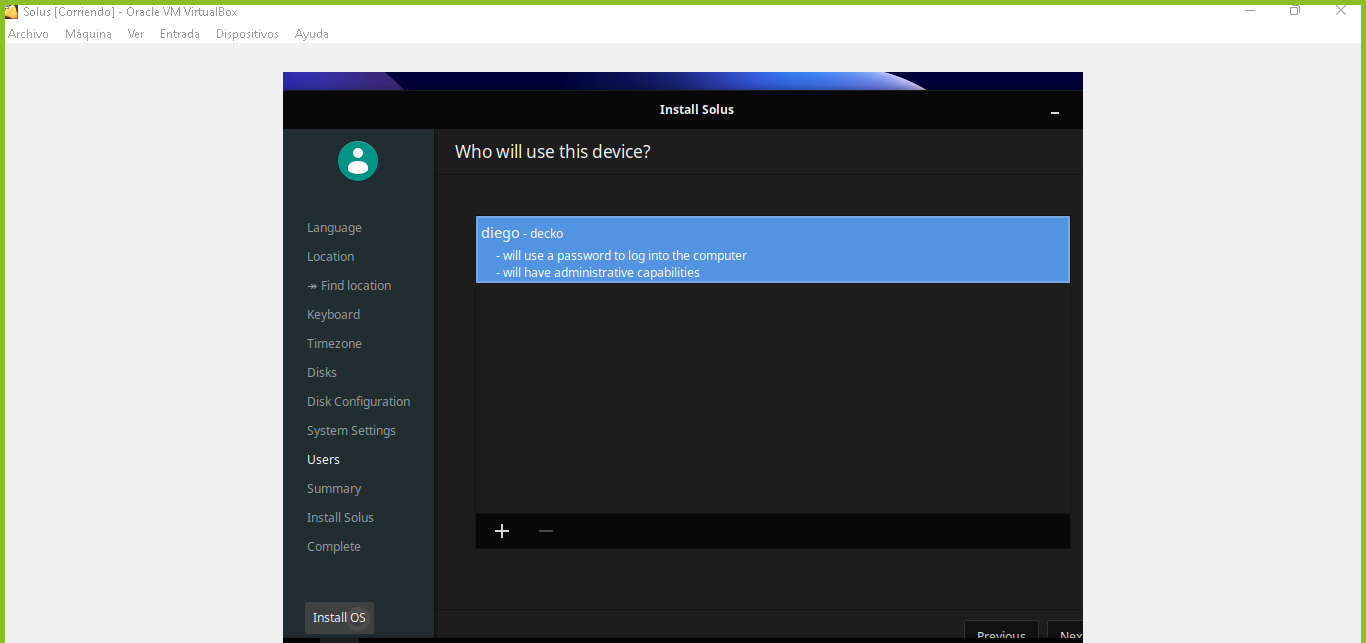 Solus [Corriendo] - Oracle VM VirtualBox
Archivo Máquina Ver Entrada Dispositivos Ayuda
Install Solus
Who will use this device?
Language
Location
↠ Find location
Keyboard
Timezone
Disks
Disk Configuration
System Settings
Users
Summary
Install Solus
Complete
Install OS
diego - decko
- will use a password to log into the computer
- will have administrative capabilities
Previous Nex